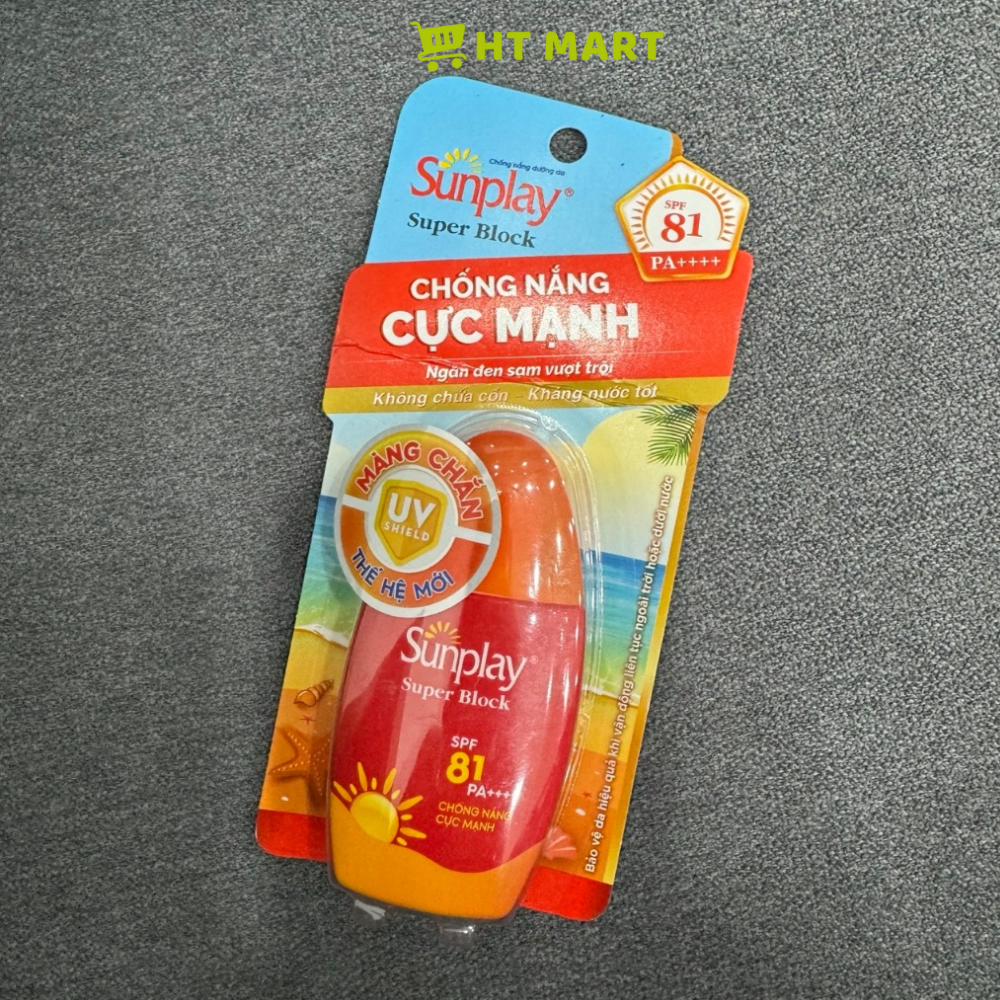 HT MART
Chống nắng dưỡng da
Sunplay®
Super Block
SPF
81
PA++++
CHỐNG NẮNG
CỰC MẠNH
Ngăn đen sạm vượt trội
Không chứa cồn - Kháng nước tốt
MÀNG CHẮN
UV
SHIELD
THẾ HỆ MỚI
Sunplay®
Super Block
SPF
81
PA+++
CHỐNG NẮNG
CỰC MẠNH
Bảo vệ da hiệu quả khi vận động liên tục ngoài trời hoặc dưới nước